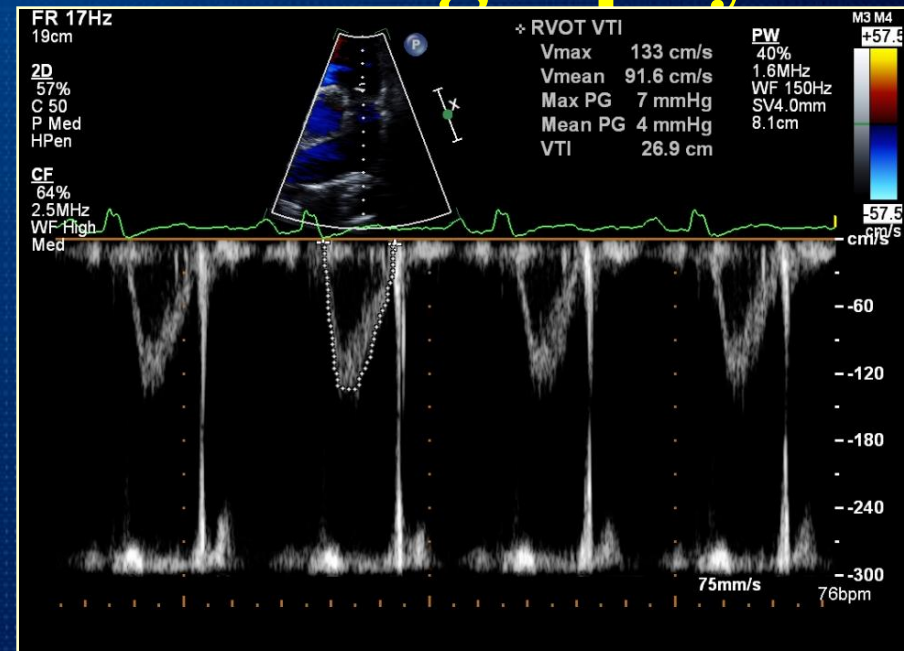 FR 17Hz
19cm
2D
57%
C 50
P Med
HPen
CF
64%
2.5MHz
WF High
Med
P
x
RVOT VTI
Vmax 133 cm/s
Vmean 91.6 cm/s
Max PG 7 mmHg
Mean PG 4 mmHg
VTI 26.9 cm
PW
40%
1.6MHz
WF 150Hz
SV4.0mm
8.1cm
M3 M4
+57.5
-57.5
cm/s
cm/s
-60
-120
-180
-240
-300
75mm/s
76bpm